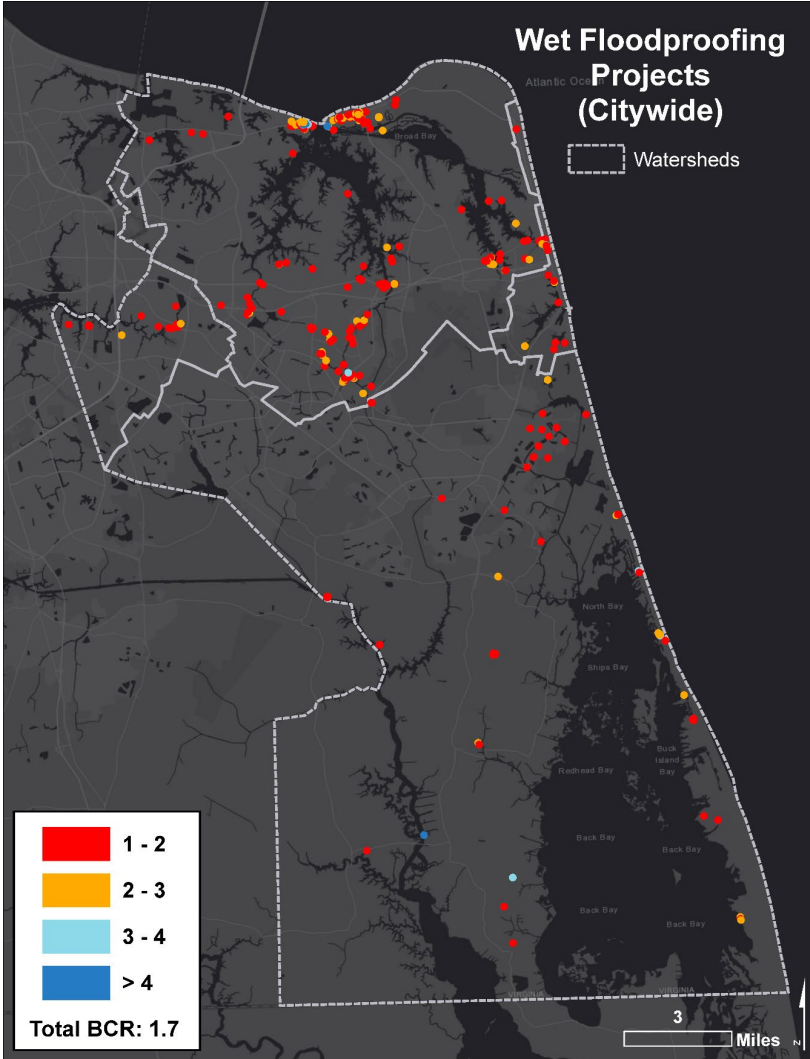 Wet Floodproofing
Projects
(Citywide)
Atlantic Ocean
Watersheds
Broad Bay
North Bay
Ships Bay
Buck
Island
Bay
Redhead Bay
Back Bay
Back Bay
Back Bay
Back Bay
VIRGINIA
VIRGINIA
1 - 2
2 - 3
3 - 4
> 4
Total BCR: 1.7
3
Miles
N